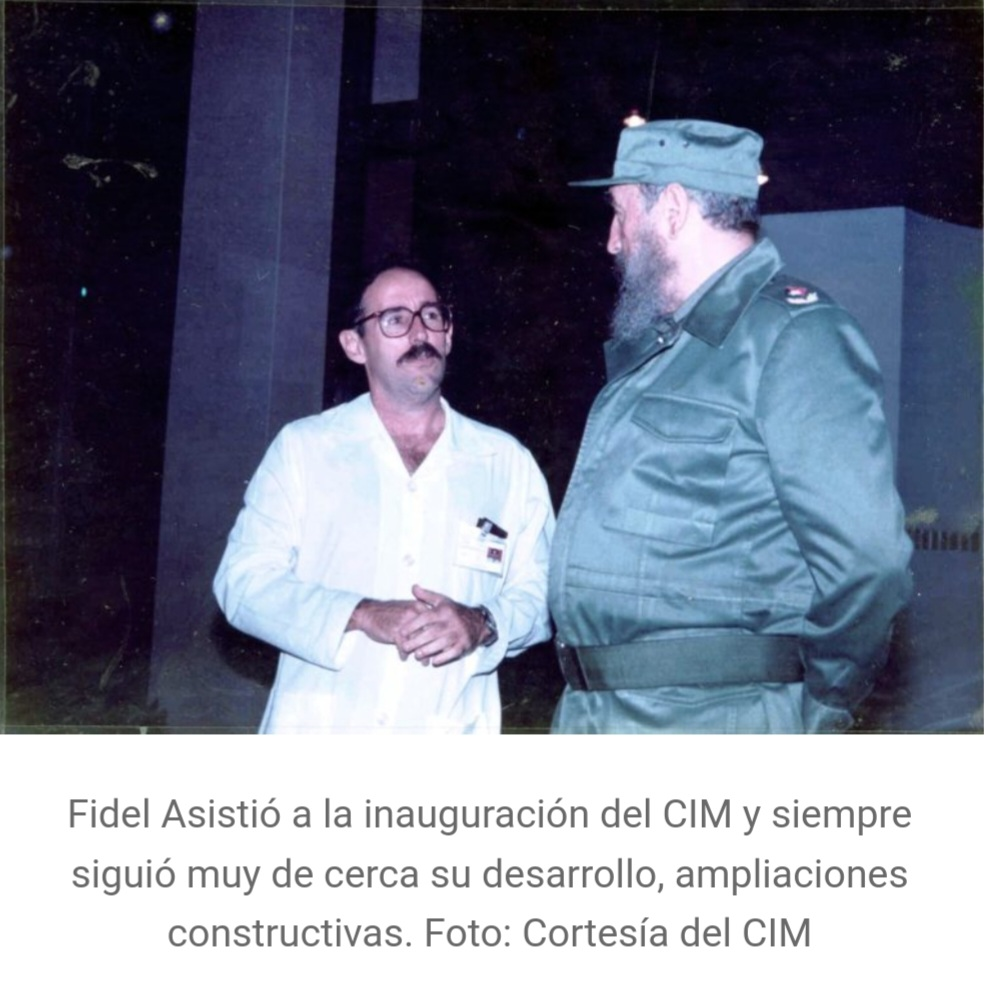 Fidel Asistió a la inauguración del CIM y siempre
siguió muy de cerca su desarrollo, ampliaciones
constructivas. Foto: Cortesía del CIM